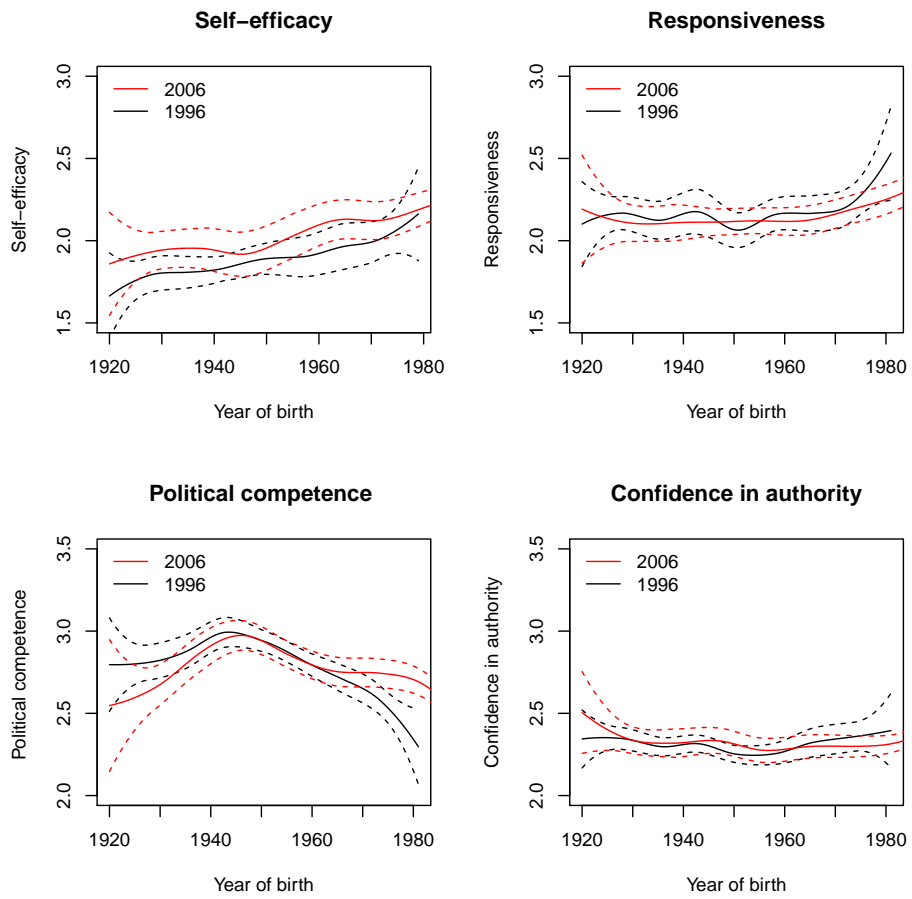 Self−efficacy
3.0
2.5
2.0
1.5
Self−efficacy
2006
1996
1920 1940 1960 1980
Year of birth
Responsiveness
3.0
2.5
2.0
1.5
Responsiveness
2006
1996
1920 1940 1960 1980
Year of birth
Political competence
3.5
3.0
2.5
2.0
Political competence
2006
1996
1920 1940 1960 1980
Year of birth
Confidence in authority
3.5
3.0
2.5
2.0
Confidence in authority
2006
1996
1920 1940 1960 1980
Year of birth